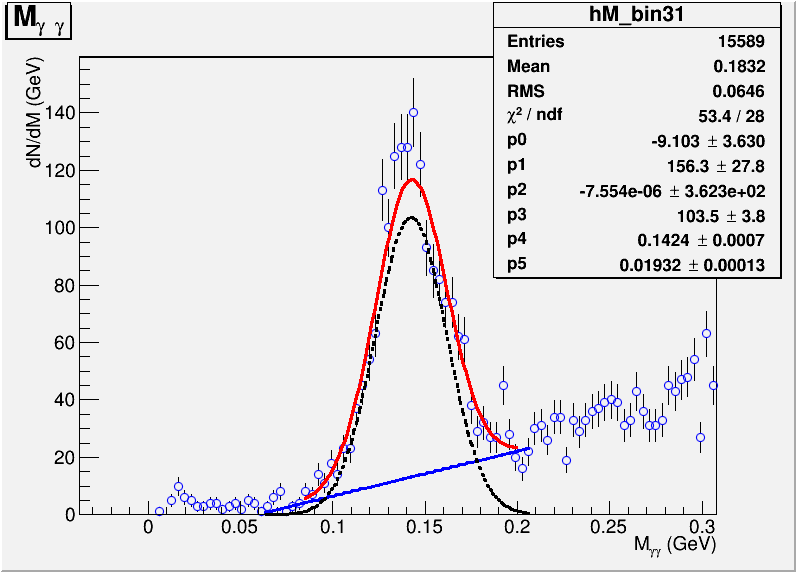 M γ γ
hM_bin31
Entries 15589
Mean 0.1832
RMS 0.0646
χ² / ndf 53.4 / 28
p0 -9.103 ± 3.630
p1 156.3 ± 27.8
p2 -7.554e-06 ± 3.623e+02
p3 103.5 ± 3.8
p4 0.1424 ± 0.0007
p5 0.01932 ± 0.00013
dN/dM (GeV)
140
120
100
80
60
40
20
0
0 0.05 0.1 0.15 0.2 0.25 0.3
Mγγ (GeV)